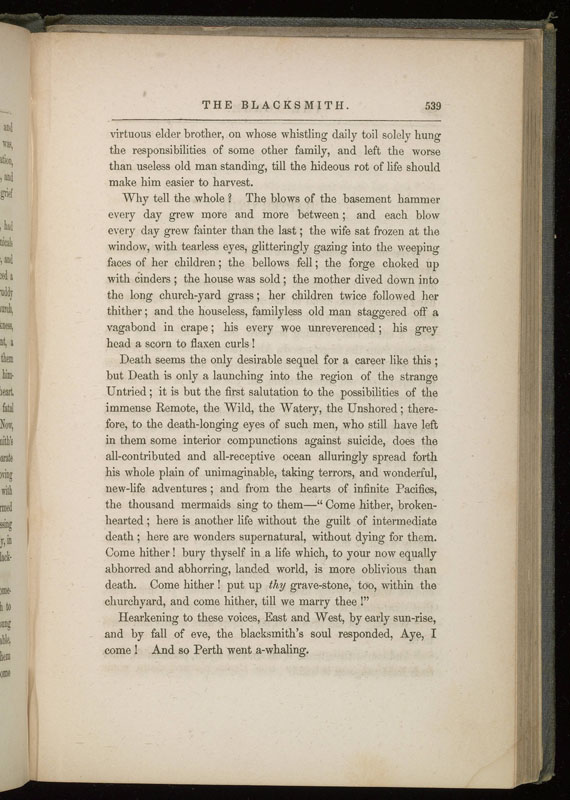 THE BLACKSMITH. 539
virtuous elder brother, on whose whistling daily toil solely hung
the responsibilities of some other family, and left the worse
than useless old man standing, till the hideous rot of life should
make him easier to harvest.
Why tell the whole? The blows of the basement hammer
every day grew more and more between; and each blow
every day grew fainter than the last; the wife sat frozen at the
window, with tearless eyes, glitteringly gazing into the weeping
faces of her children; the bellows fell; the forge choked up
with cinders; the house was sold; the mother dived down into
the long church-yard grass; her children twice followed her
thither; and the houseless, familyless old man staggered off a
vagabond in crape; his every woe unreverenced; his grey
head a scorn to flaxen curls!
Death seems the only desirable sequel for a career like this;
but Death is only a launching into the region of the strange
Untried; it is but the first salutation to the possibilities of the
immense Remote, the Wild, the Watery, the Unshored; there-
fore, to the death-longing eyes of such men, who still have left
in them some interior compunctions against suicide, does the
all-contributed and all-receptive ocean alluringly spread forth
his whole plain of unimaginable, taking terrors, and wonderful,
new-life adventures; and from the hearts of infinite Pacifics,
the thousand mermaids sing to them—“Come hither, broken-
hearted; here is another life without the guilt of intermediate
death; here are wonders supernatural, without dying for them.
Come hither! bury thyself in a life which, to your now equally
abhorred and abhorring, landed world, is more oblivious than
death. Come hither! put up thy grave-stone, too, within the
churchyard, and come hither, till we marry thee!”
Hearkening to these voices, East and West, by early sun-rise,
and by fall of eve, the blacksmith's soul responded, Aye, I
come! And so Perth went a-whaling.